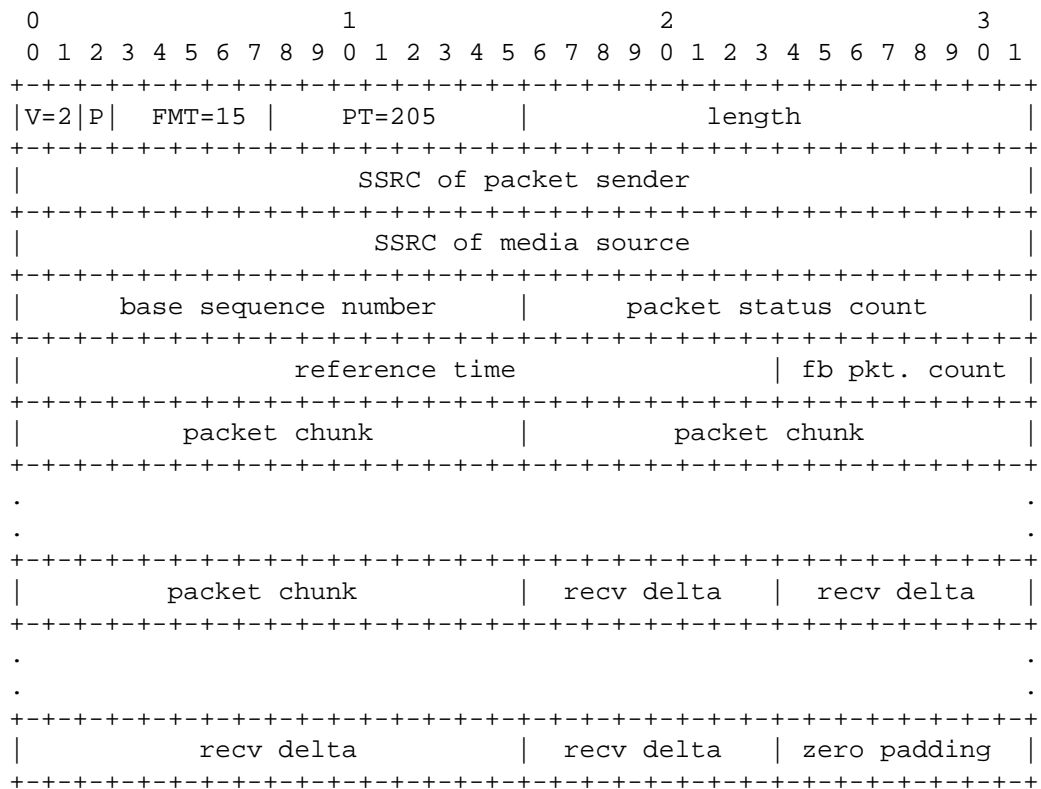 0                   1                   2                   3
 0 1 2 3 4 5 6 7 8 9 0 1 2 3 4 5 6 7 8 9 0 1 2 3 4 5 6 7 8 9 0 1
+-+-+-+-+-+-+-+-+-+-+-+-+-+-+-+-+-+-+-+-+-+-+-+-+-+-+-+-+-+-+-+-+
|V=2|P|  FMT=15 |    PT=205     |           length              |
+-+-+-+-+-+-+-+-+-+-+-+-+-+-+-+-+-+-+-+-+-+-+-+-+-+-+-+-+-+-+-+-+
|                     SSRC of packet sender                     |
+-+-+-+-+-+-+-+-+-+-+-+-+-+-+-+-+-+-+-+-+-+-+-+-+-+-+-+-+-+-+-+-+
|                      SSRC of media source                     |
+-+-+-+-+-+-+-+-+-+-+-+-+-+-+-+-+-+-+-+-+-+-+-+-+-+-+-+-+-+-+-+-+
|      base sequence number     |      packet status count      |
+-+-+-+-+-+-+-+-+-+-+-+-+-+-+-+-+-+-+-+-+-+-+-+-+-+-+-+-+-+-+-+-+
|                 reference time                | fb pkt. count |
+-+-+-+-+-+-+-+-+-+-+-+-+-+-+-+-+-+-+-+-+-+-+-+-+-+-+-+-+-+-+-+-+
|          packet chunk         |         packet chunk          |
+-+-+-+-+-+-+-+-+-+-+-+-+-+-+-+-+-+-+-+-+-+-+-+-+-+-+-+-+-+-+-+-+
.                                                               .
.                                                               .
+-+-+-+-+-+-+-+-+-+-+-+-+-+-+-+-+-+-+-+-+-+-+-+-+-+-+-+-+-+-+-+-+
|         packet chunk          |  recv delta   |  recv delta   |
+-+-+-+-+-+-+-+-+-+-+-+-+-+-+-+-+-+-+-+-+-+-+-+-+-+-+-+-+-+-+-+-+
.                                                               .
.                                                               .
+-+-+-+-+-+-+-+-+-+-+-+-+-+-+-+-+-+-+-+-+-+-+-+-+-+-+-+-+-+-+-+-+
|           recv delta          |  recv delta   | zero padding  |
+-+-+-+-+-+-+-+-+-+-+-+-+-+-+-+-+-+-+-+-+-+-+-+-+-+-+-+-+-+-+-+-+